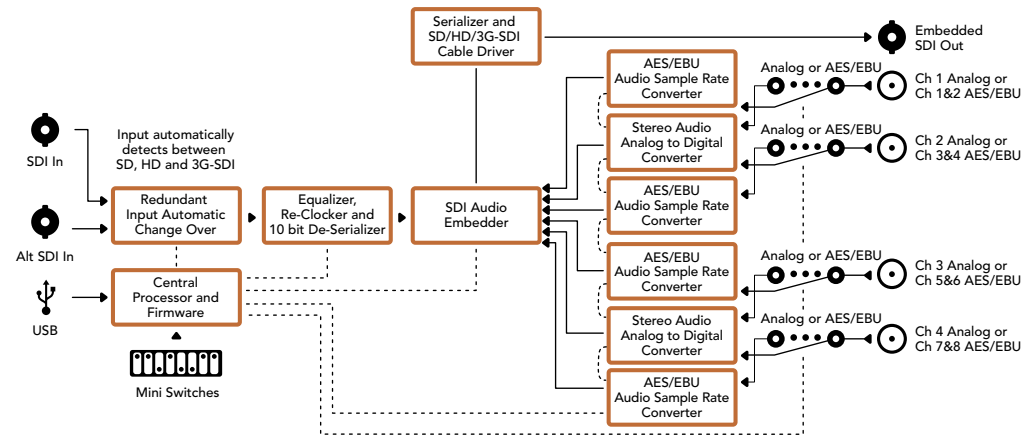 Serializer and
SD/HD/3G-SDI
Cable Driver
Embedded
SDI Out
AES/EBU
Audio Sample Rate
Converter
Analog or AES/EBU
Ch 1 Analog or
Ch 1&2 AES/EBU
SDI In
Input automatically
detects between
SD, HD and 3G-SDI
Stereo Audio
Analog to Digital
Converter
Analog or AES/EBU
Ch 2 Analog or
Ch 3&4 AES/EBU
Alt SDI In
Redundant
Input Automatic
Change Over
Equalizer,
Re-Clocker and
10 bit De-Serializer
SDI Audio
Embedder
AES/EBU
Audio Sample Rate
Converter
USB
Central
Processor and
Firmware
Mini Switches
AES/EBU
Audio Sample Rate
Converter
Analog or AES/EBU
Ch 3 Analog or
Ch 5&6 AES/EBU
Stereo Audio
Analog to Digital
Converter
Analog or AES/EBU
Ch 4 Analog or
Ch 7&8 AES/EBU
AES/EBU
Audio Sample Rate
Converter